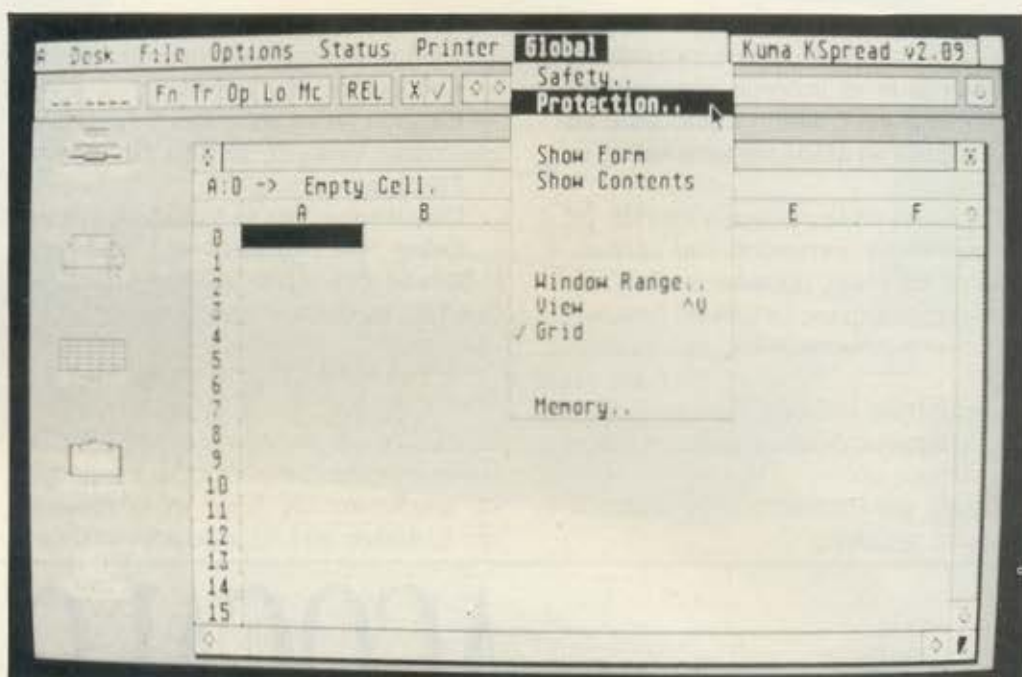 A Desk File Options Status Printer Global Kuma KSpread v2.09
Fn Tr Op Lo Mc REL X √
Safety..
Protection..
Show Form
Show Contents
Window Range..
View ^V
√ Grid
Memory..
A:0 -> Empty Cell.
A B E F
0
1
2
3
4
5
6
7
8
9
10
11
12
13
14
15